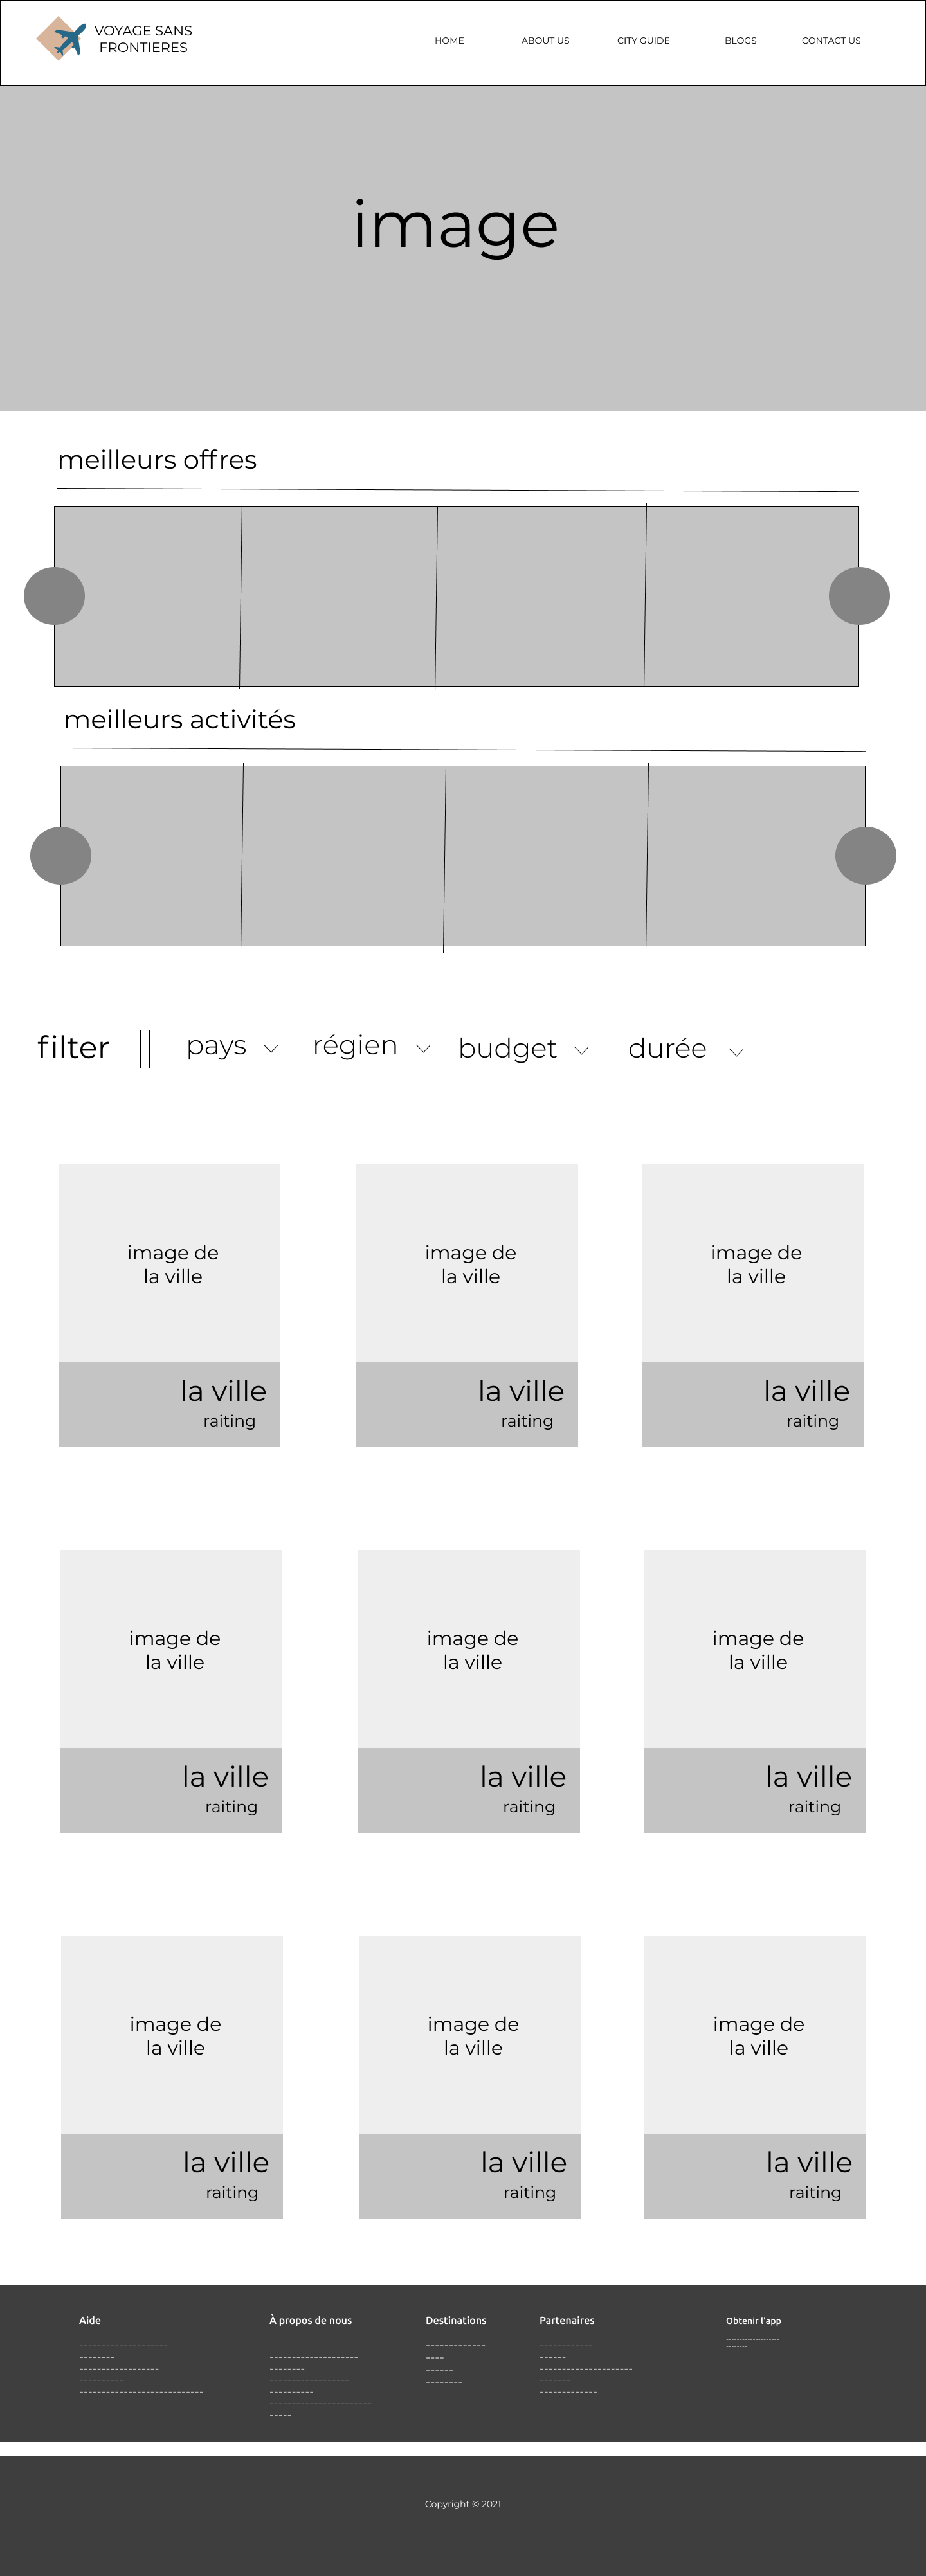 VOYAGE SANS
FRONTIERES
HOME ABOUT US CITY GUIDE BLOGS CONTACT US
image
meilleurs offres
meilleurs activités
filter pays régien budget durée
image de
la ville
image de
la ville
image de
la ville
la ville
raiting
la ville
raiting
la ville
raiting
image de
la ville
image de
la ville
image de
la ville
la ville
raiting
la ville
raiting
la ville
raiting
image de
la ville
image de
la ville
image de
la ville
la ville
raiting
la ville
raiting
la ville
raiting
Aide À propos de nous Destinations Partenaires Obtenir l'app
Copyright © 2021